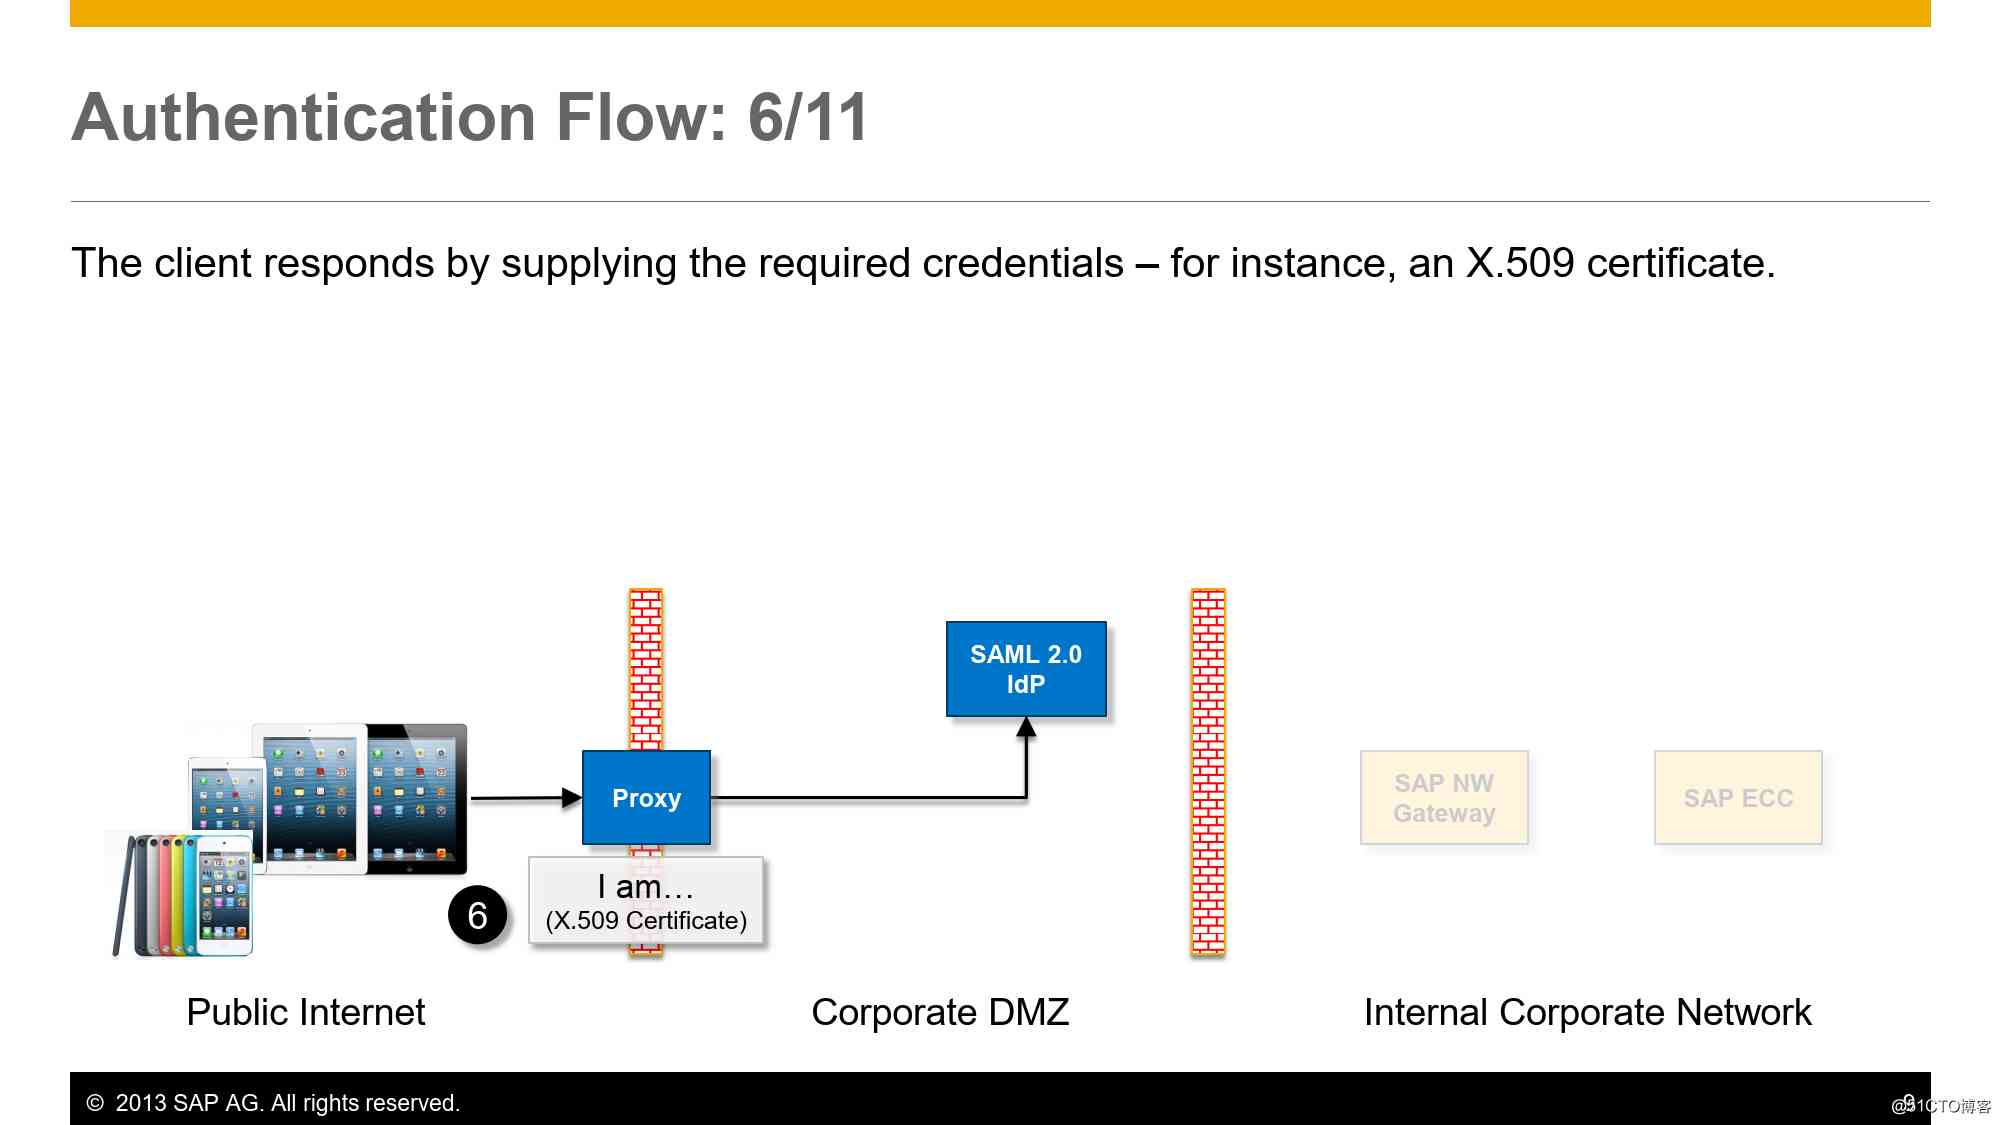 Authentication Flow: 6/11
The client responds by supplying the required credentials – for instance, an X.509 certificate.
SAML 2.0
IdP
Proxy
SAP NW
Gateway
SAP ECC
6
I am…
(X.509 Certificate)
Public Internet
Corporate DMZ
Internal Corporate Network
© 2013 SAP AG. All rights reserved.
9
@51CTO博客